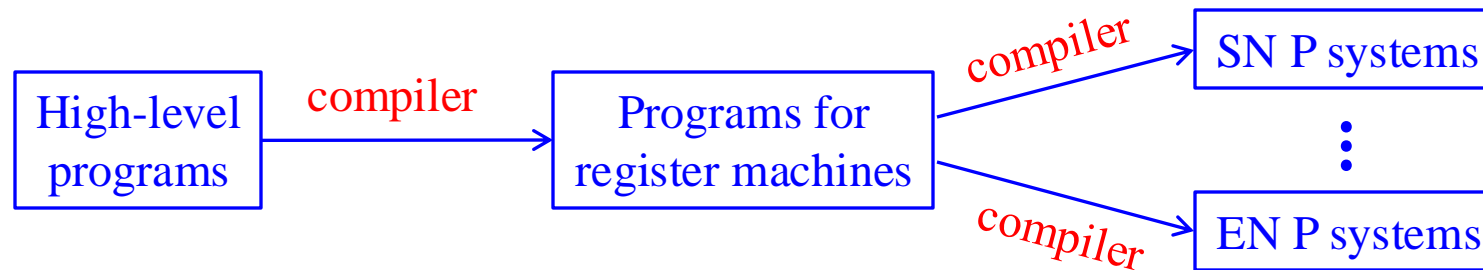 High-level
programs
compiler
Programs for
register machines
compiler
SN P systems
compiler
EN P systems